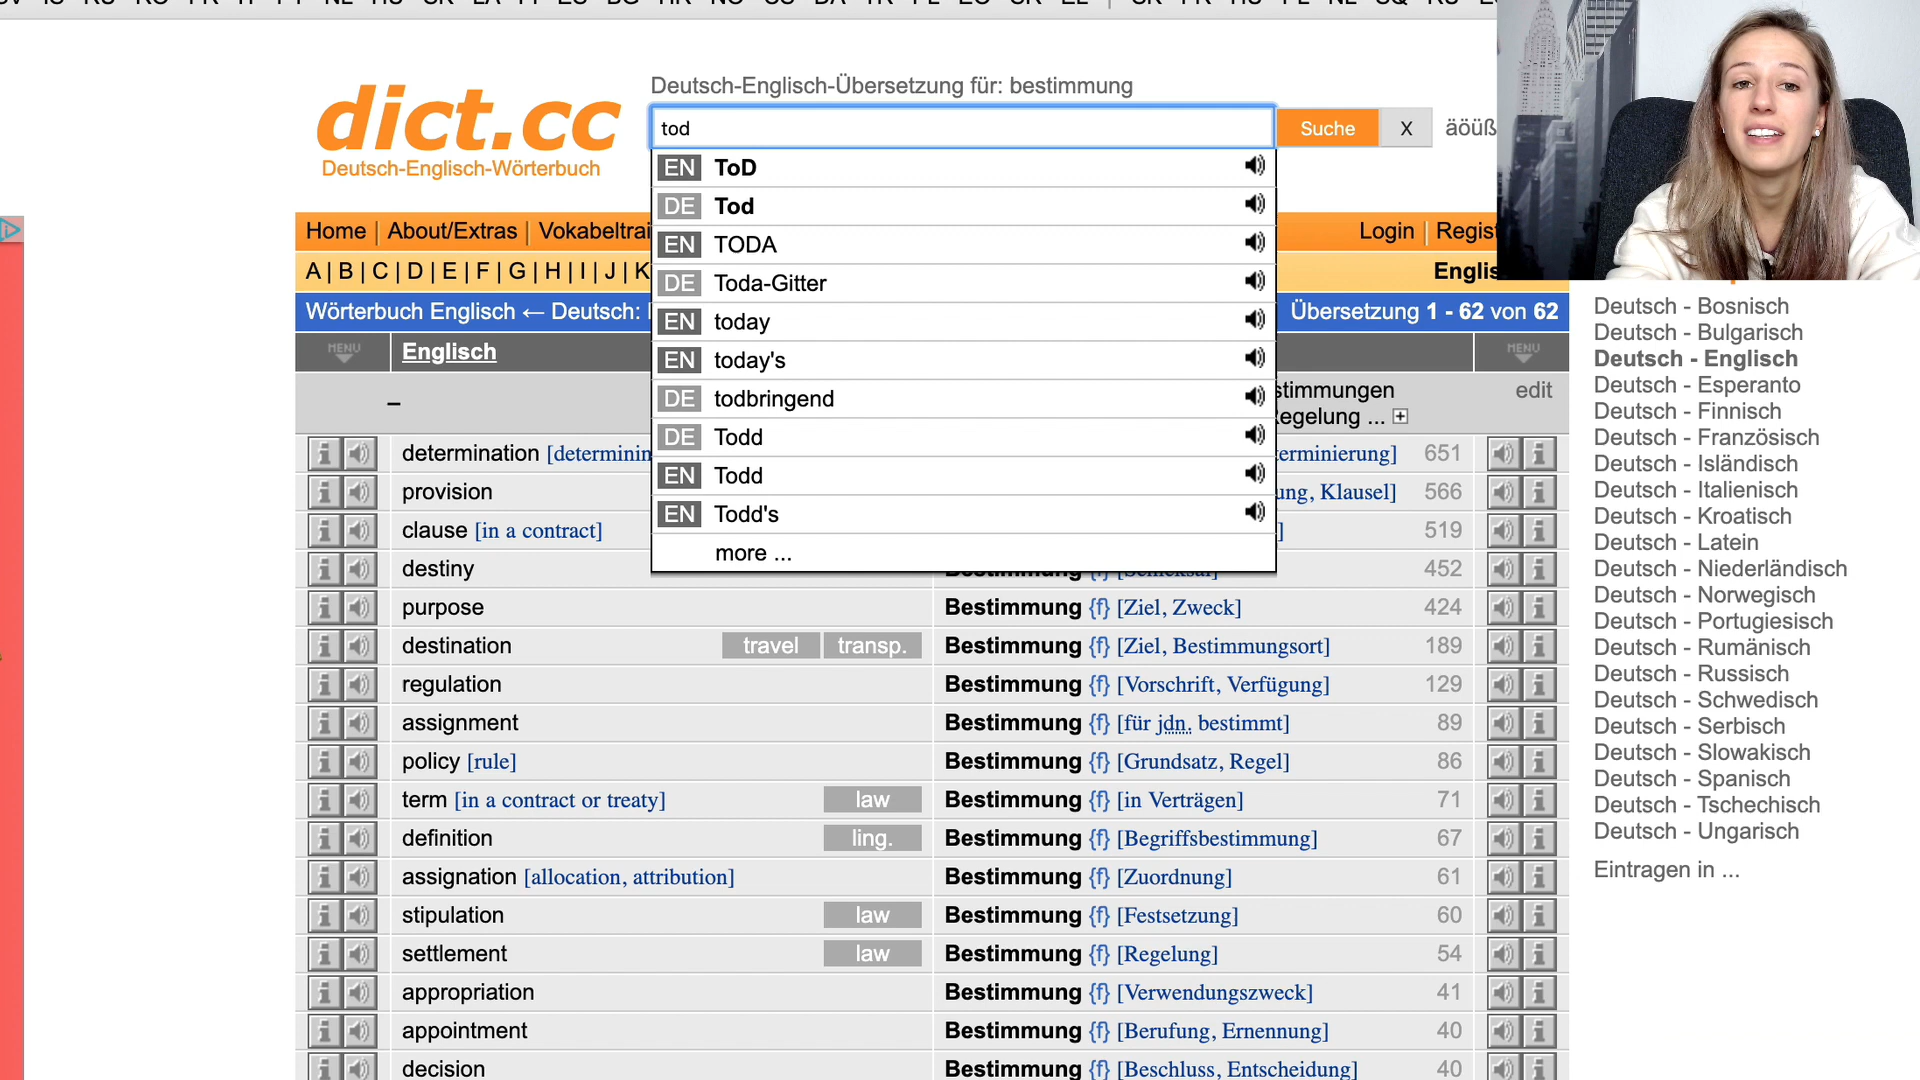 Deutsch-Englisch-Übersetzung für: bestimmung
dict.cc
Deutsch-Englisch-Wörterbuch
tod
Suche
X
äöüß
EN ToD
DE Tod
EN TODA
DE Toda-Gitter
EN today
EN today's
DE todbringend
DE Todd
EN Todd
EN Todd's
more ...
Home | About/Extras | Vokabeltrai
Login | Regist
A | B | C | D | E | F | G | H | I | J | K
Englis
Wörterbuch Englisch ← Deutsch:
Übersetzung 1 - 62 von 62
MENU
Englisch
MENU
–
stimmungen
Regelung ...
edit
determination [determinin
erminierung] 651
provision
ung, Klausel] 566
clause [in a contract]
] 519
destiny
452
purpose Bestimmung {f} [Ziel, Zweck] 424
destination travel transp. Bestimmung {f} [Ziel, Bestimmungsort] 189
regulation Bestimmung {f} [Vorschrift, Verfügung] 129
assignment Bestimmung {f} [für jdn. bestimmt] 89
policy [rule] Bestimmung {f} [Grundsatz, Regel] 86
term [in a contract or treaty] law Bestimmung {f} [in Verträgen] 71
definition ling. Bestimmung {f} [Begriffsbestimmung] 67
assignation [allocation, attribution] Bestimmung {f} [Zuordnung] 61
stipulation law Bestimmung {f} [Festsetzung] 60
settlement law Bestimmung {f} [Regelung] 54
appropriation Bestimmung {f} [Verwendungszweck] 41
appointment Bestimmung {f} [Berufung, Ernennung] 40
decision Bestimmung {f} [Beschluss, Entscheidung] 40
Deutsch - Bosnisch
Deutsch - Bulgarisch
Deutsch - Englisch
Deutsch - Esperanto
Deutsch - Finnisch
Deutsch - Französisch
Deutsch - Isländisch
Deutsch - Italienisch
Deutsch - Kroatisch
Deutsch - Latein
Deutsch - Niederländisch
Deutsch - Norwegisch
Deutsch - Portugiesisch
Deutsch - Rumänisch
Deutsch - Russisch
Deutsch - Schwedisch
Deutsch - Serbisch
Deutsch - Slowakisch
Deutsch - Spanisch
Deutsch - Tschechisch
Deutsch - Ungarisch
Eintragen in ...